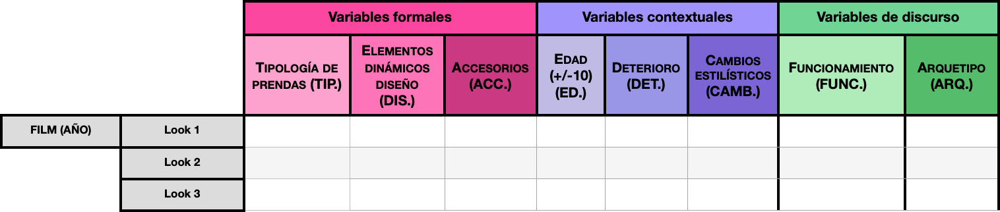 Variables formales
Variables contextuales
Variables de discurso
TIPOLOGÍA DE
PRENDAS (TIP.)
ELEMENTOS
DINÁMICOS
DISEÑO
(DIS.)
ACCESORIOS
(ACC.)
EDAD
(+/-10)
(ED.)
DETERIORO
(DET.)
CAMBIOS
ESTILÍSTICOS
(CAMB.)
FUNCIONAMIENTO
(FUNC.)
ARQUETIPO
(ARQ.)
FILM (AÑO)
Look 1
Look 2
Look 3